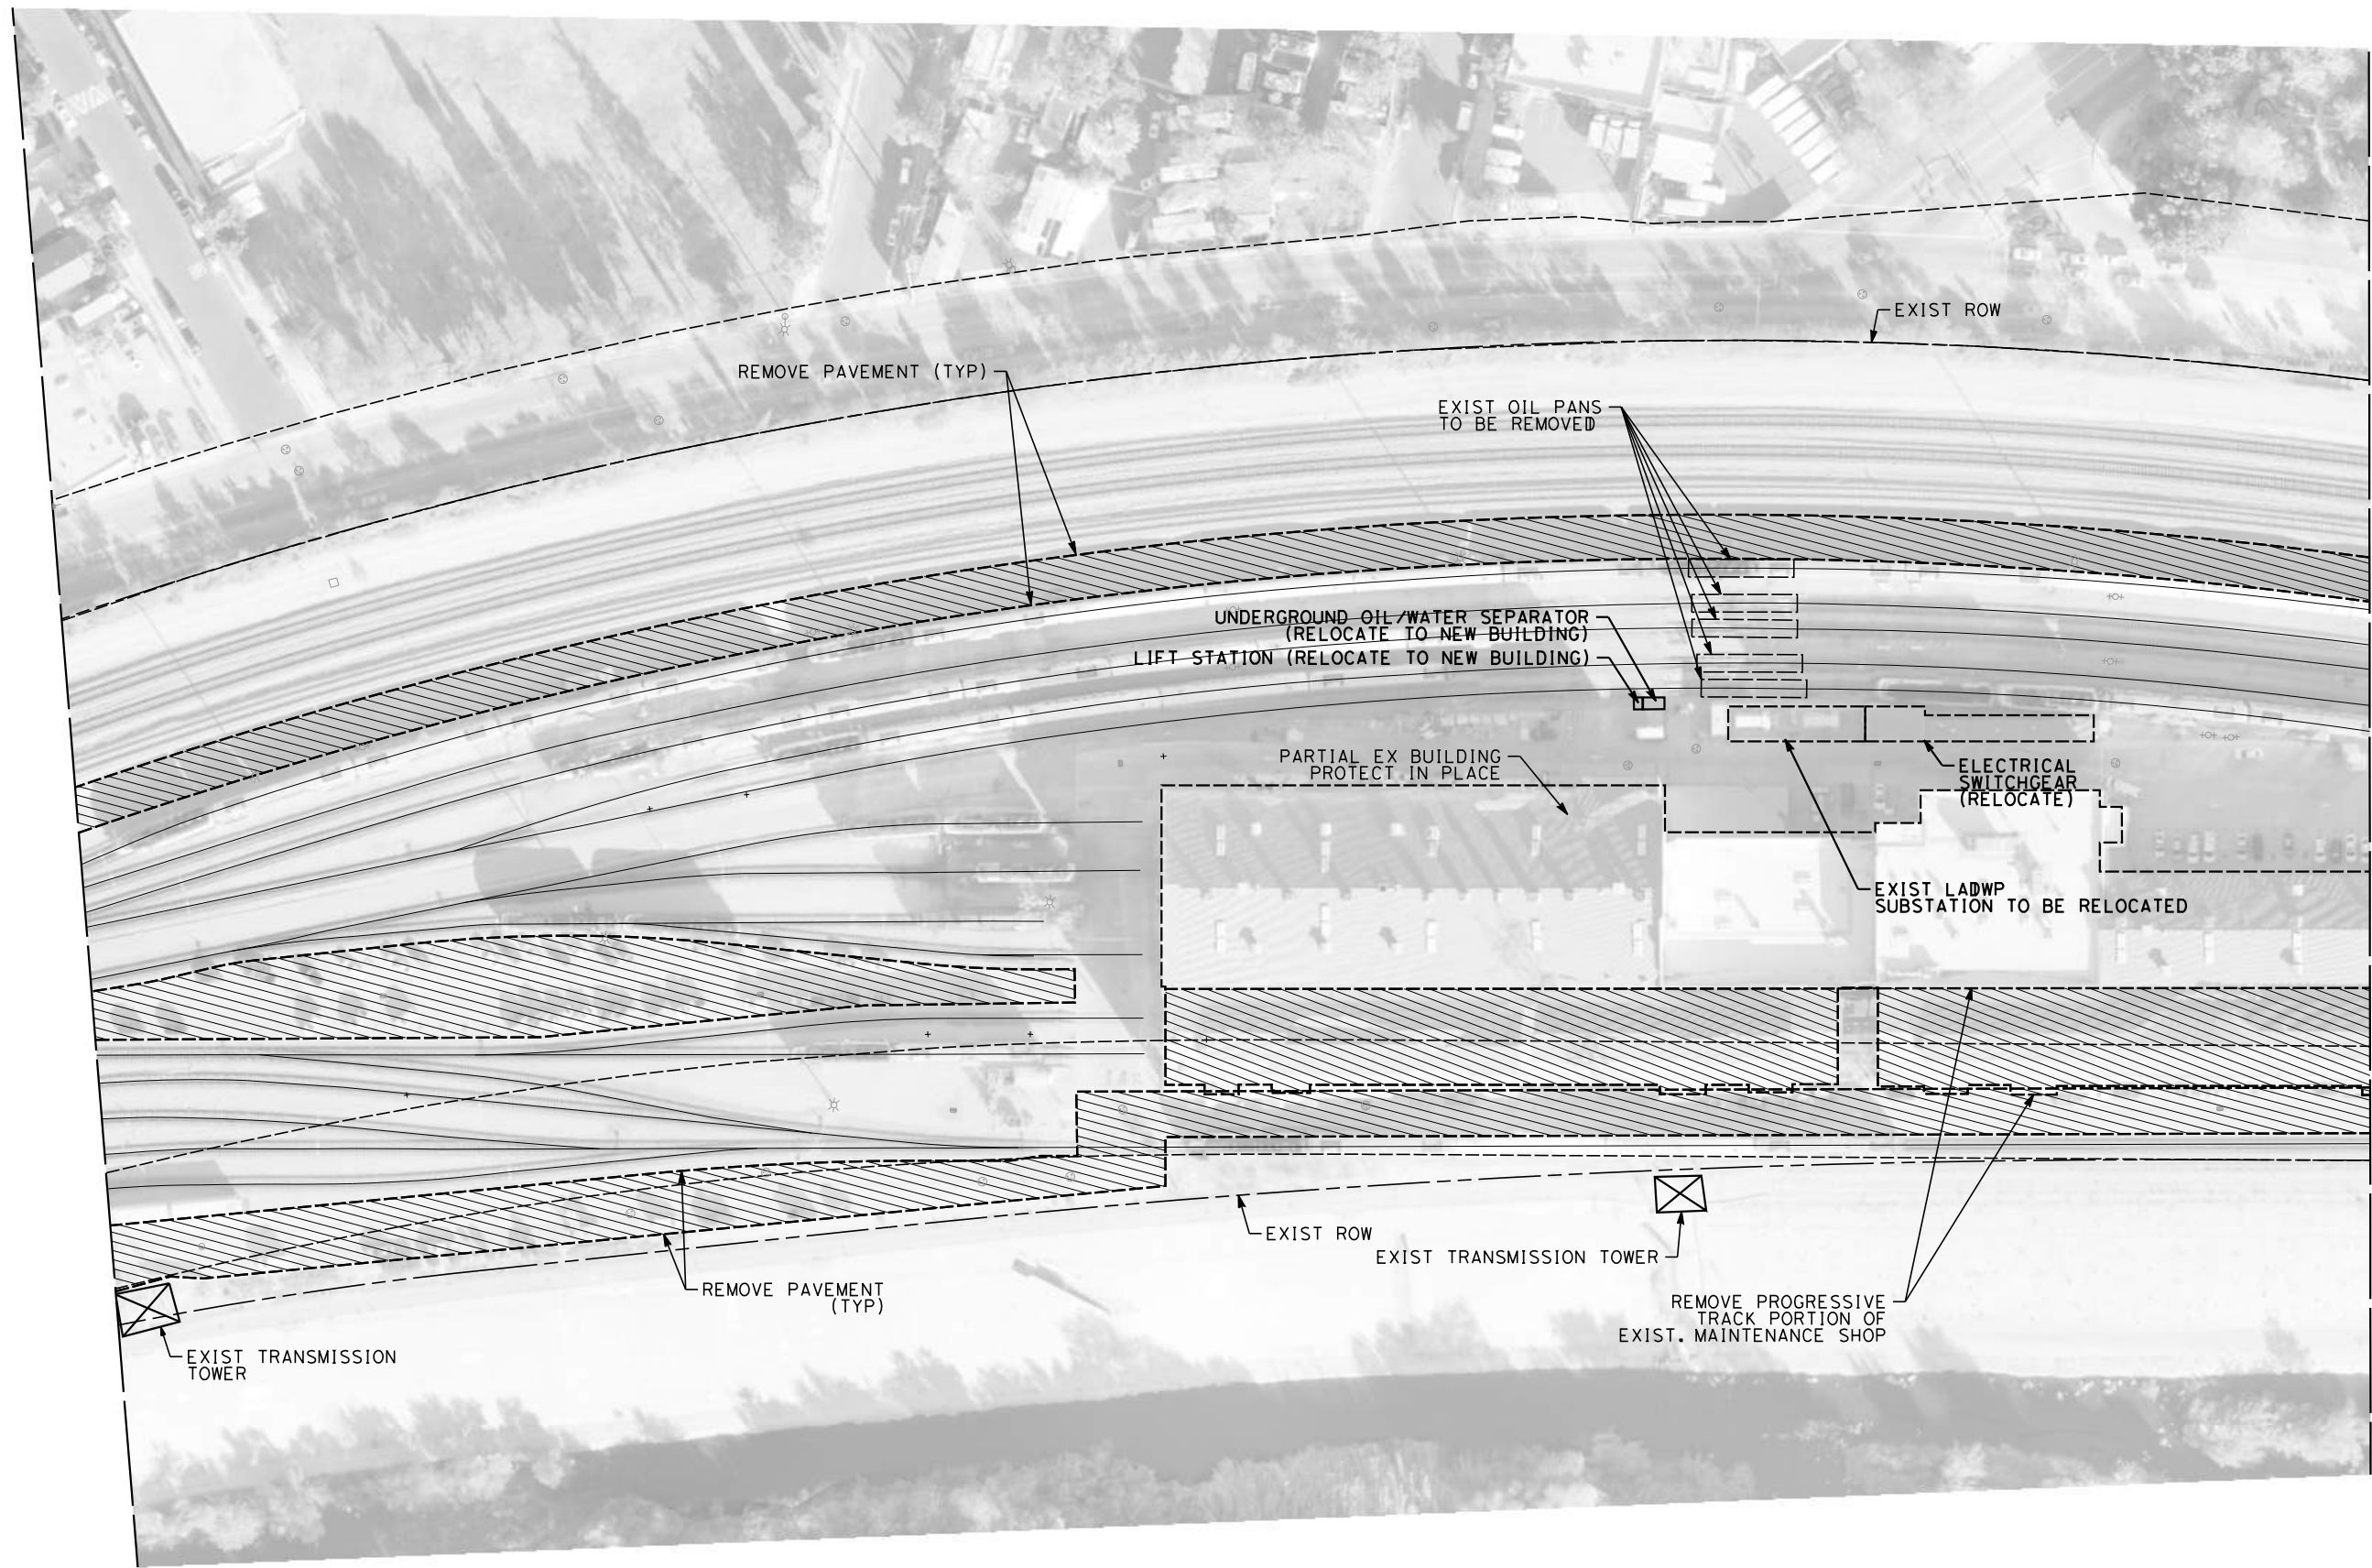 EXIST ROW
REMOVE PAVEMENT (TYP)
EXIST OIL PANS
TO BE REMOVED
UNDERGROUND OIL/WATER SEPARATOR
(RELOCATE TO NEW BUILDING)
LIFT STATION (RELOCATE TO NEW BUILDING)
PARTIAL EX BUILDING
PROTECT IN PLACE
ELECTRICAL
SWITCHGEAR
(RELOCATE)
EXIST LADWP
SUBSTATION TO BE RELOCATED
EXIST ROW
EXIST TRANSMISSION TOWER
REMOVE PAVEMENT
(TYP)
REMOVE PROGRESSIVE
TRACK PORTION OF
EXIST. MAINTENANCE SHOP
EXIST TRANSMISSION
TOWER